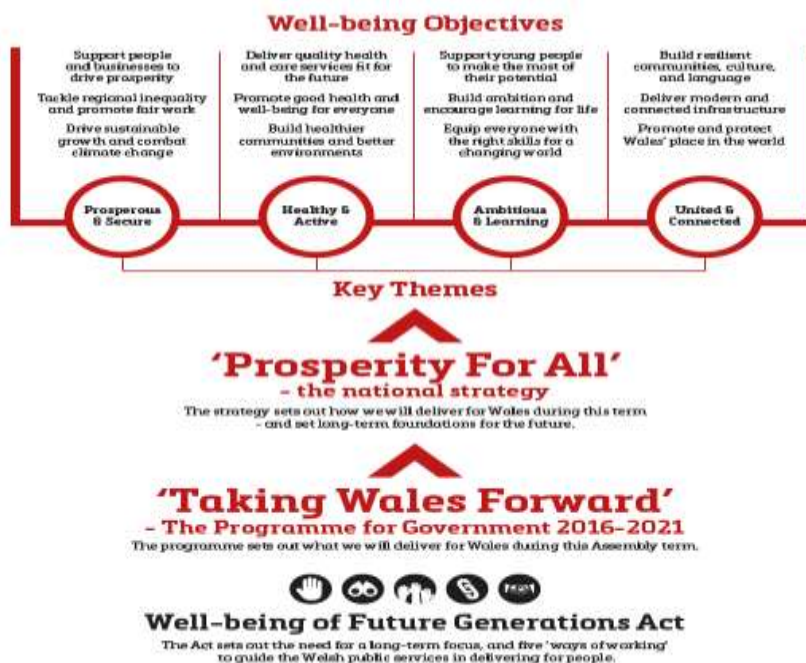 Well-being Objectives
Support people
and businesses to
drive prosperity
Tackle regional inequality
and promote fair work
Drive sustainable
growth and combat
climate change
Deliver quality health
and care services fit for
the future
Promote good health and
well-being for everyone
Build healthier
communities and better
environments
Support young people
to make the most of
their potential
Build ambition and
encourage learning for life
Equip everyone with
the right skills for a
changing world
Build resilient
communities, culture,
and language
Deliver modern and
connected infrastructure
Promote and protect
Wales' place in the world
Prosperous
& Secure
Healthy &
Active
Ambitious
& Learning
United &
Connected
Key Themes
'Prosperity For All'
- the national strategy
The strategy sets out how we will deliver for Wales during this term
- and set long-term foundations for the future.
'Taking Wales Forward'
- The Programme for Government 2016-2021
The programme sets out what we will deliver for Wales during this Assembly term.
Well-being of Future Generations Act
The Act sets out the need for a long-term focus, and five 'ways of working'
to guide the Welsh public services in delivering for people.